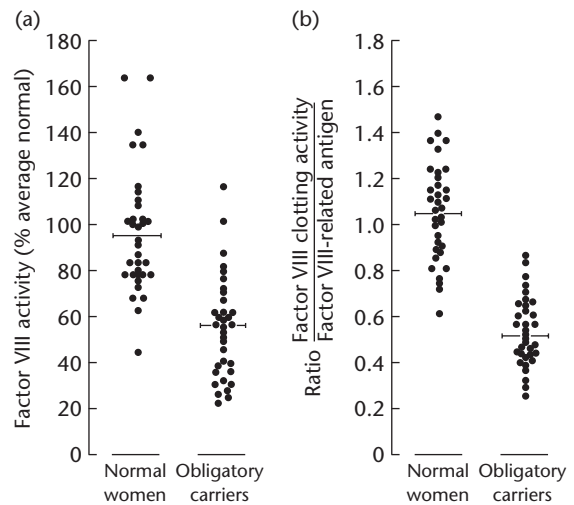 (a)
Factor VIII activity (% average normal)
180
160
140
120
100
80
60
40
20
0
Normal
women
Obligatory
carriers
(b)
Ratio
Factor VIII clotting activity
Factor VIII-related antigen
1.8
1.6
1.4
1.2
1.0
0.8
0.6
0.4
0.2
0.0
Normal
women
Obligatory
carriers